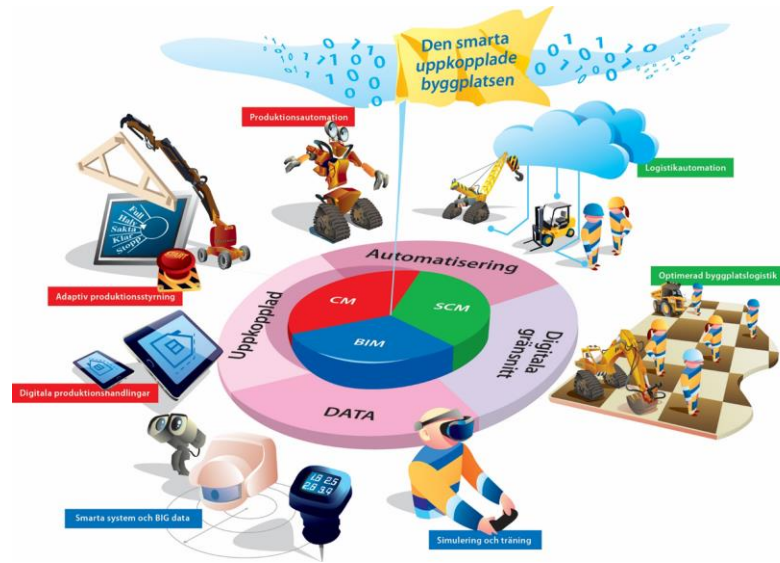 Den smarta
uppkopplade
byggplatsen
Produktionsautomation
Logistikautomation
Full
Halv
Sakta
Klar
Stopp
Adaptiv produktionsstyrning
Optimerad byggplatslogistik
Automatisering
Uppkopplad
Digitala
gränsnitt
DATA
CM
SCM
BIM
Digitala produktionshandlingar
Smarta system och BIG data
Simulering och träning